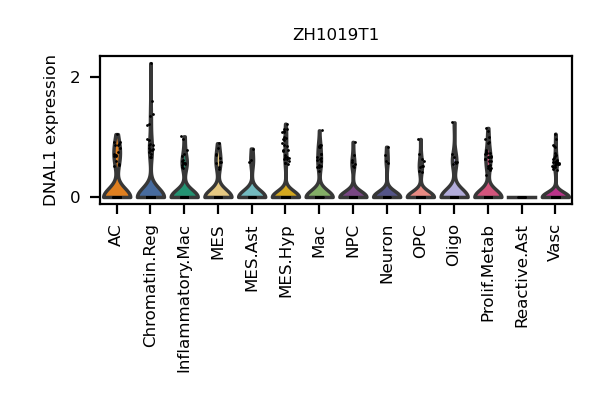 ZH1019T1
DNAL1 expression
2
0
AC
Chromatin.Reg
Inflammatory.Mac
MES
MES.Ast
MES.Hyp
Mac
NPC
Neuron
OPC
Oligo
Prolif.Metab
Reactive.Ast
Vasc